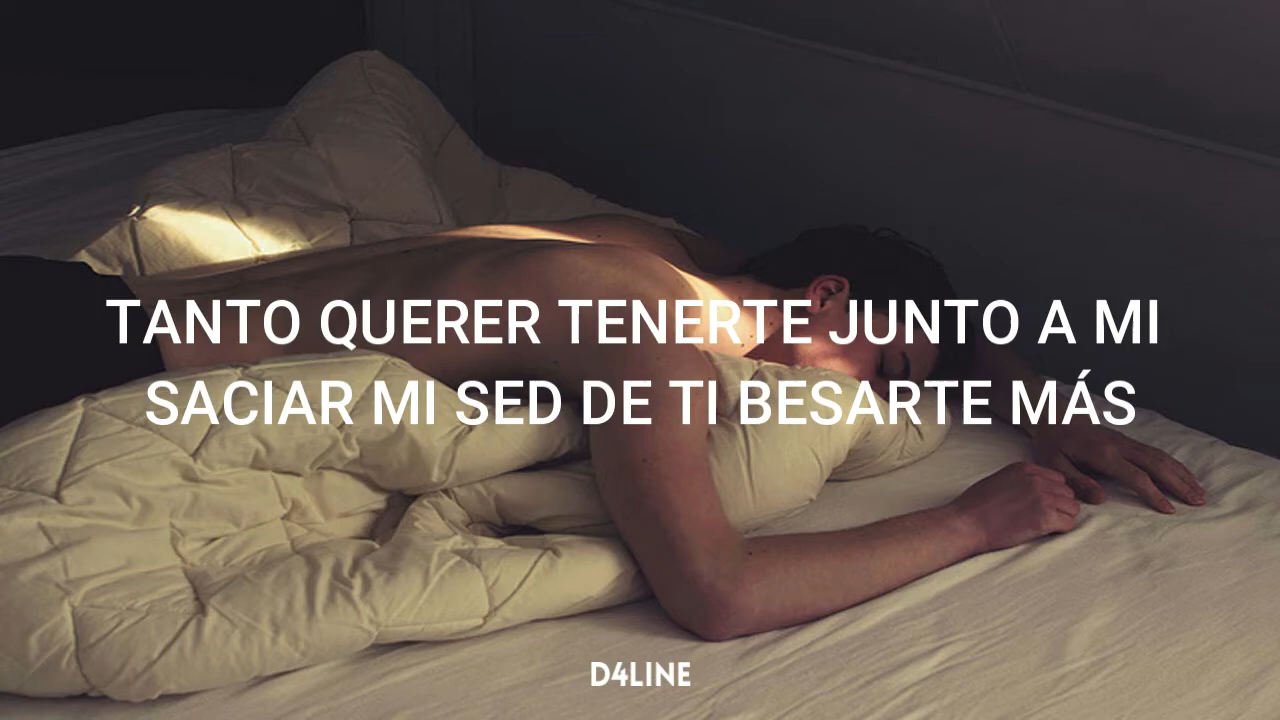 TANTO QUERER TENERTE JUNTO A MI
SACIAR MI SED DE TI BESARTE MÁS
D4LINE